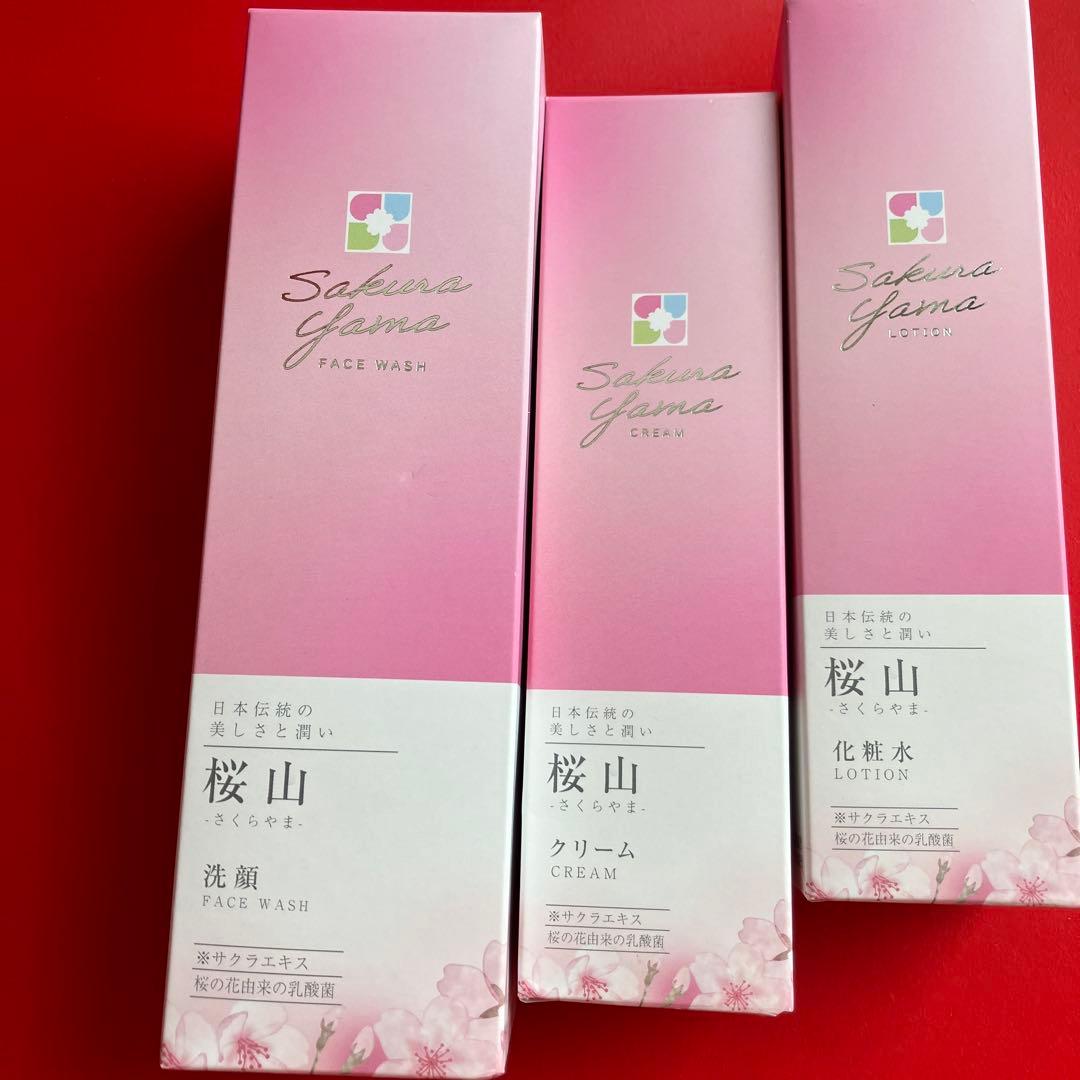 Sakura
Yama
FACE WASH
日本伝統の
美しさと潤い
桜山
-さくらやま-
洗顔
FACE WASH
※サクラエキス
桜の花由来の乳酸菌
Sakura
Yama
CREAM
日本伝統の
美しさと潤い
桜山
-さくらやま-
クリーム
CREAM
※サクラエキス
桜の花由来の乳酸菌
Sakura
Yama
LOTION
日本伝統の
美しさと潤い
桜山
-さくらやま-
化粧水
LOTION
※サクラエキス
桜の花由来の乳酸菌